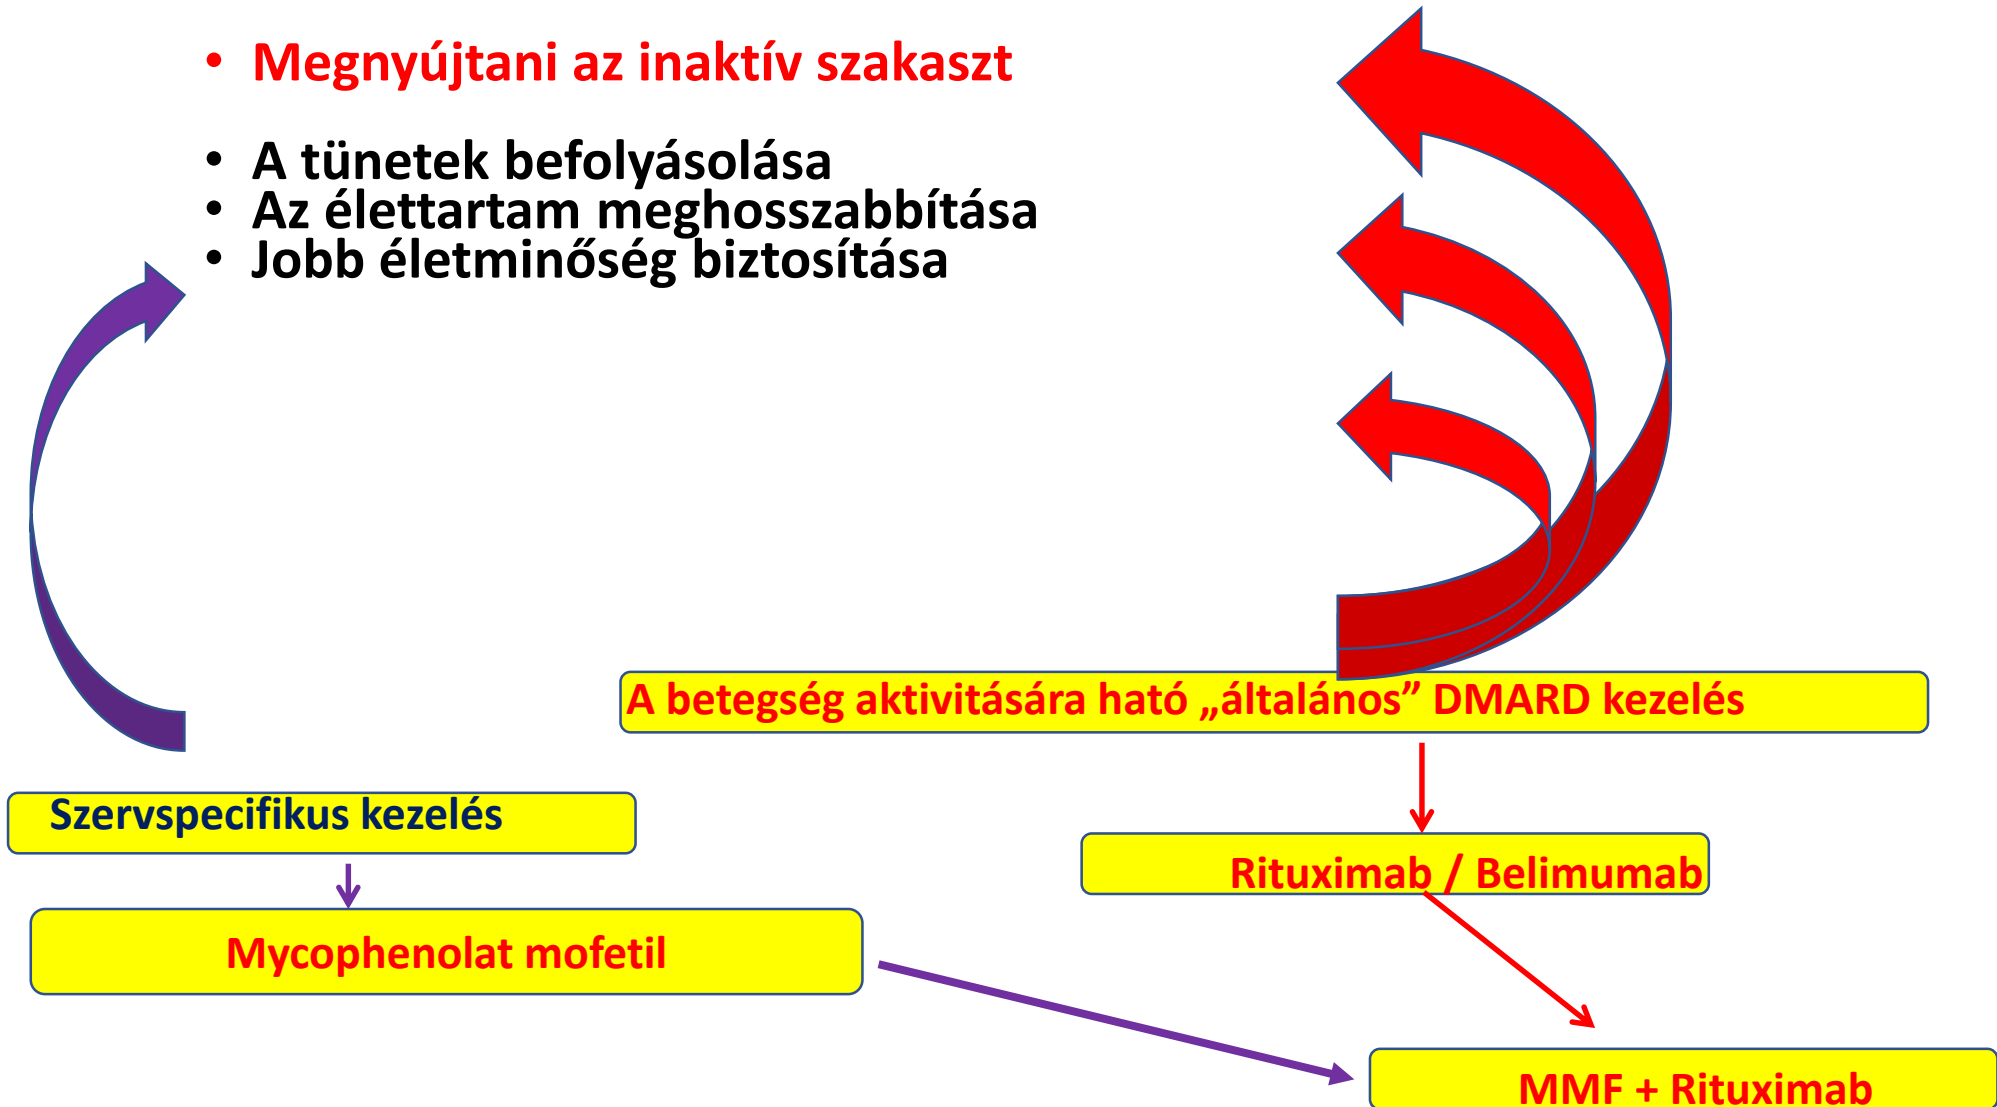 • Megnyújtani az inaktív szakaszt
• A tünetek befolyásolása
• Az élettartam meghosszabbítása
• Jobb életminőség biztosítása
A betegség aktivitására ható „általános” DMARD kezelés
Szervspecifikus kezelés
Rituximab / Belimumab
Mycophenolat mofetil
MMF + Rituximab